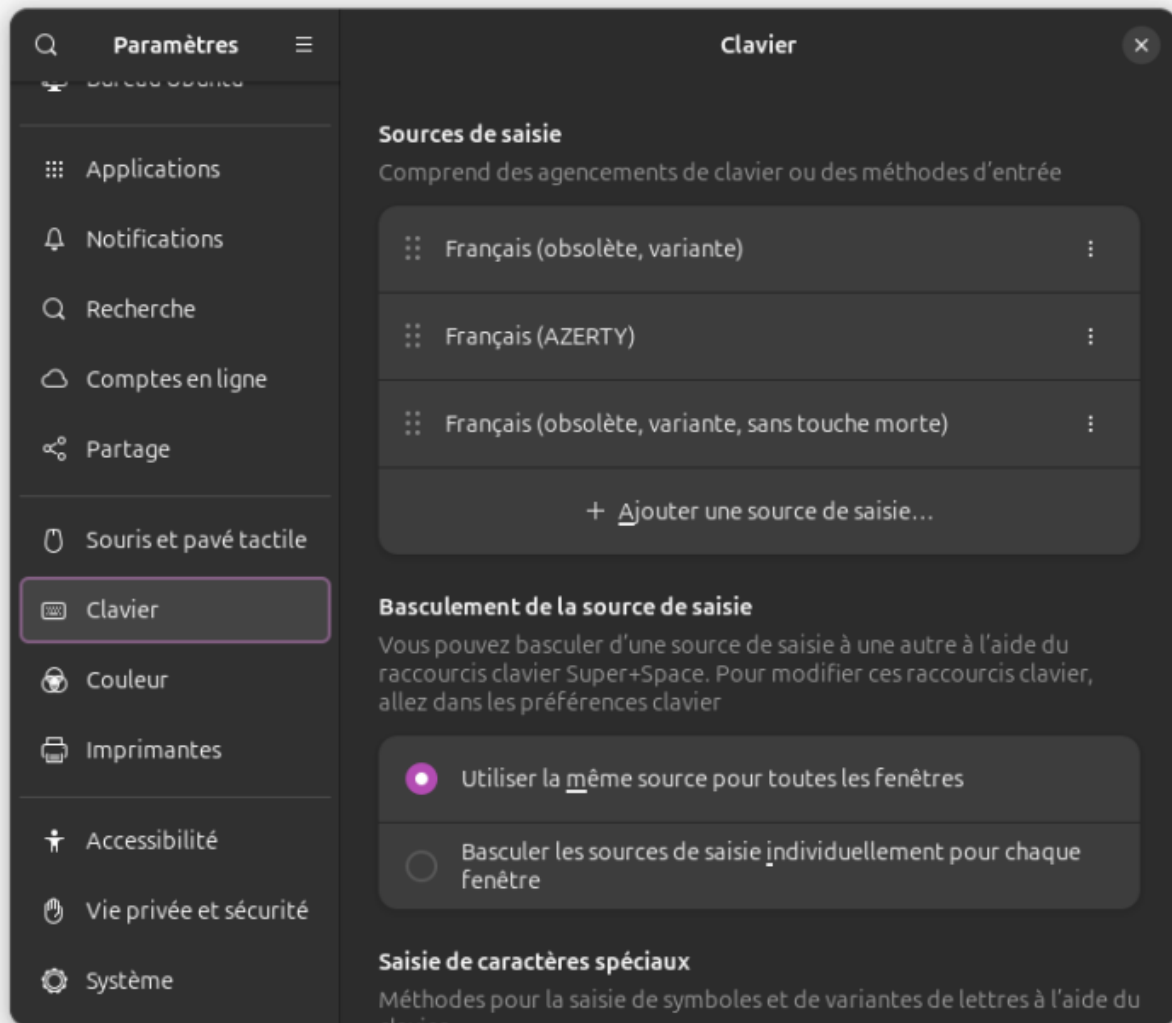 Paramètres
Bureau Ubuntu
Applications
Notifications
Recherche
Comptes en ligne
Partage
Souris et pavé tactile
Clavier
Couleur
Imprimantes
Accessibilité
Vie privée et sécurité
Système
Clavier
Sources de saisie
Comprend des agencements de clavier ou des méthodes d'entrée
Français (obsolète, variante)
Français (AZERTY)
Français (obsolète, variante, sans touche morte)
+ Ajouter une source de saisie…
Basculement de la source de saisie
Vous pouvez basculer d'une source de saisie à une autre à l'aide du
raccourcis clavier Super+Space. Pour modifier ces raccourcis clavier,
allez dans les préférences clavier
Utiliser la même source pour toutes les fenêtres
Basculer les sources de saisie individuellement pour chaque
fenêtre
Saisie de caractères spéciaux
Méthodes pour la saisie de symboles et de variantes de lettres à l'aide du